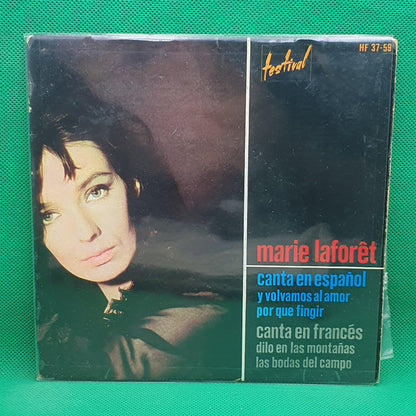 festival
HF 37-59
marie laforêt
canta en español
y volvamos al amor
por que fingir
canta en francés
dilo en las montañas
las bodas del campo